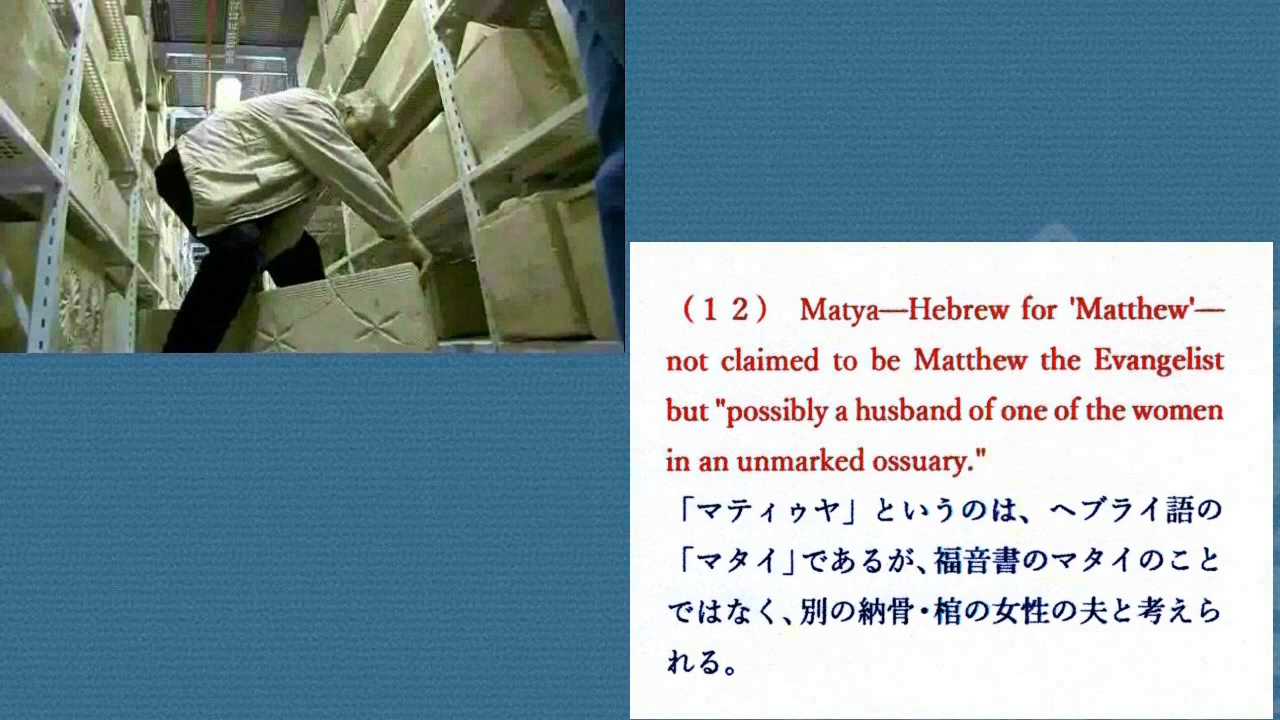 （１２） Matya—Hebrew for 'Matthew'—
not claimed to be Matthew the Evangelist
but "possibly a husband of one of the women
in an unmarked ossuary."
「マティゥヤ」というのは、ヘブライ語の
「マタイ」であるが、福音書のマタイのこと
ではなく、別の納骨・棺の女性の夫と考えら
れる。